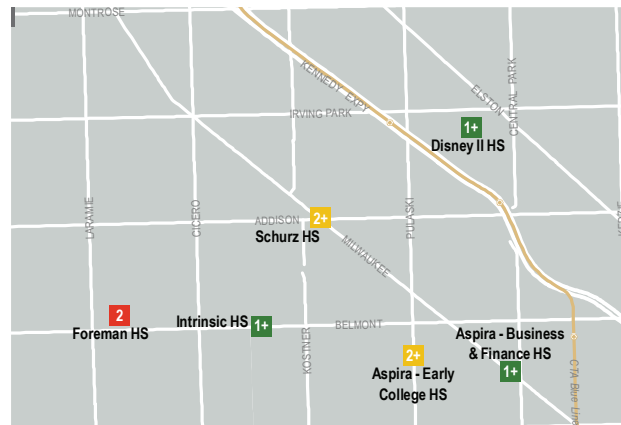 MONTROSE
KENNEDY EXPY
ELSTON
CENTRAL PARK
IRVING PARK
1+
Disney II HS
LARAMIE
CICERO
PULASKI
ADDISON
2+
Schurz HS
MILWAUKEE
2
Foreman HS
Intrinsic HS
1+
BELMONT
KOSTNER
2+
Aspira - Early
College HS
Aspira - Business
& Finance HS
1+
CTA Blue Line